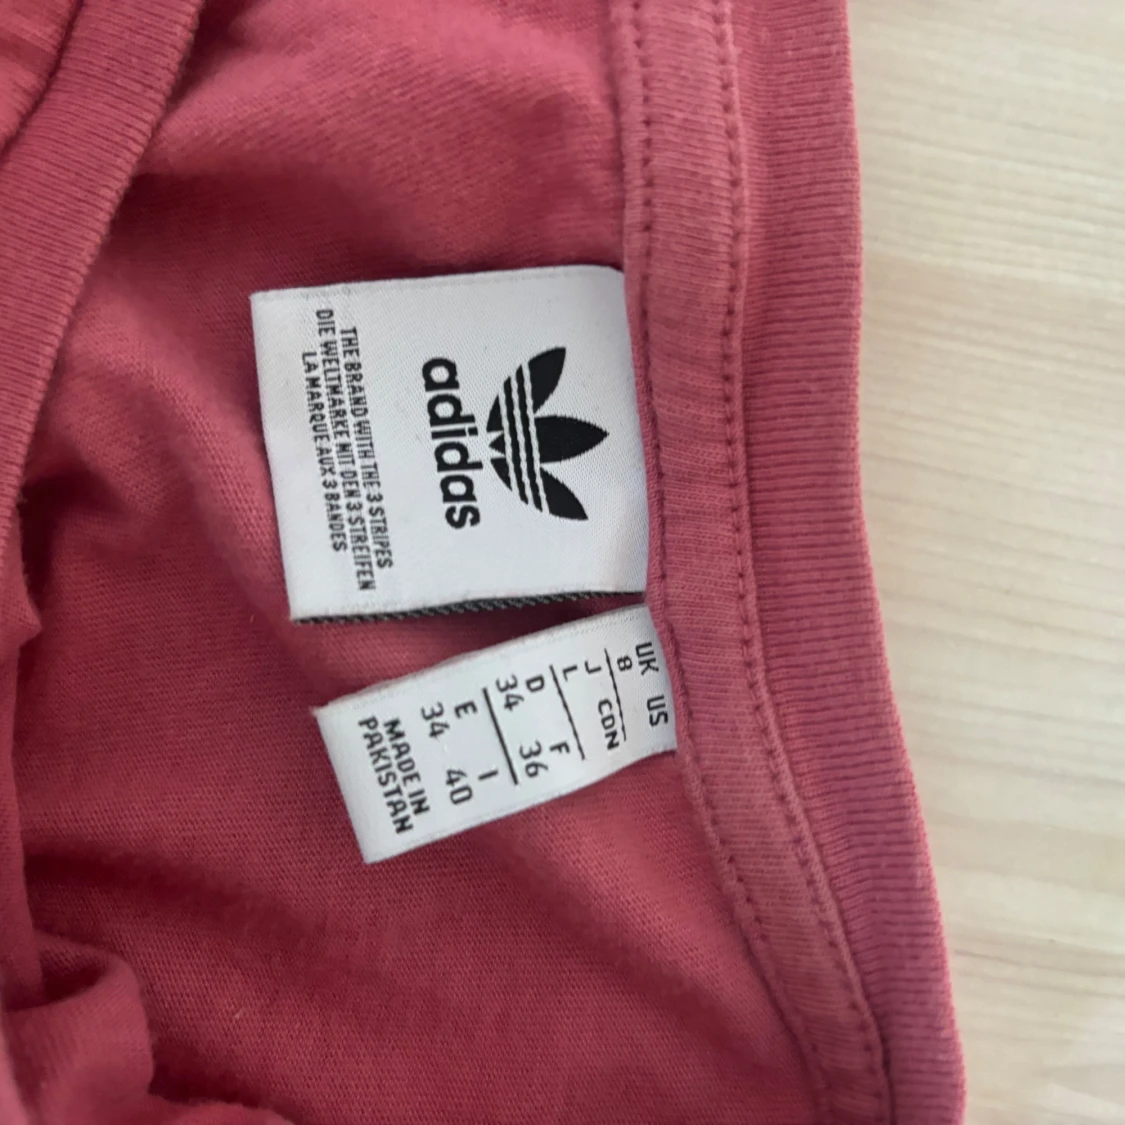 adidas
THE BRAND WITH THE 3 STRIPES
DIE WELTMARKE MIT DEN 3 STREIFEN
LA MARQUE AUX 3 BANDES
UK US
8
J CDN
L
D F
34 36
E I
34 40
MADE IN
PAKISTAN